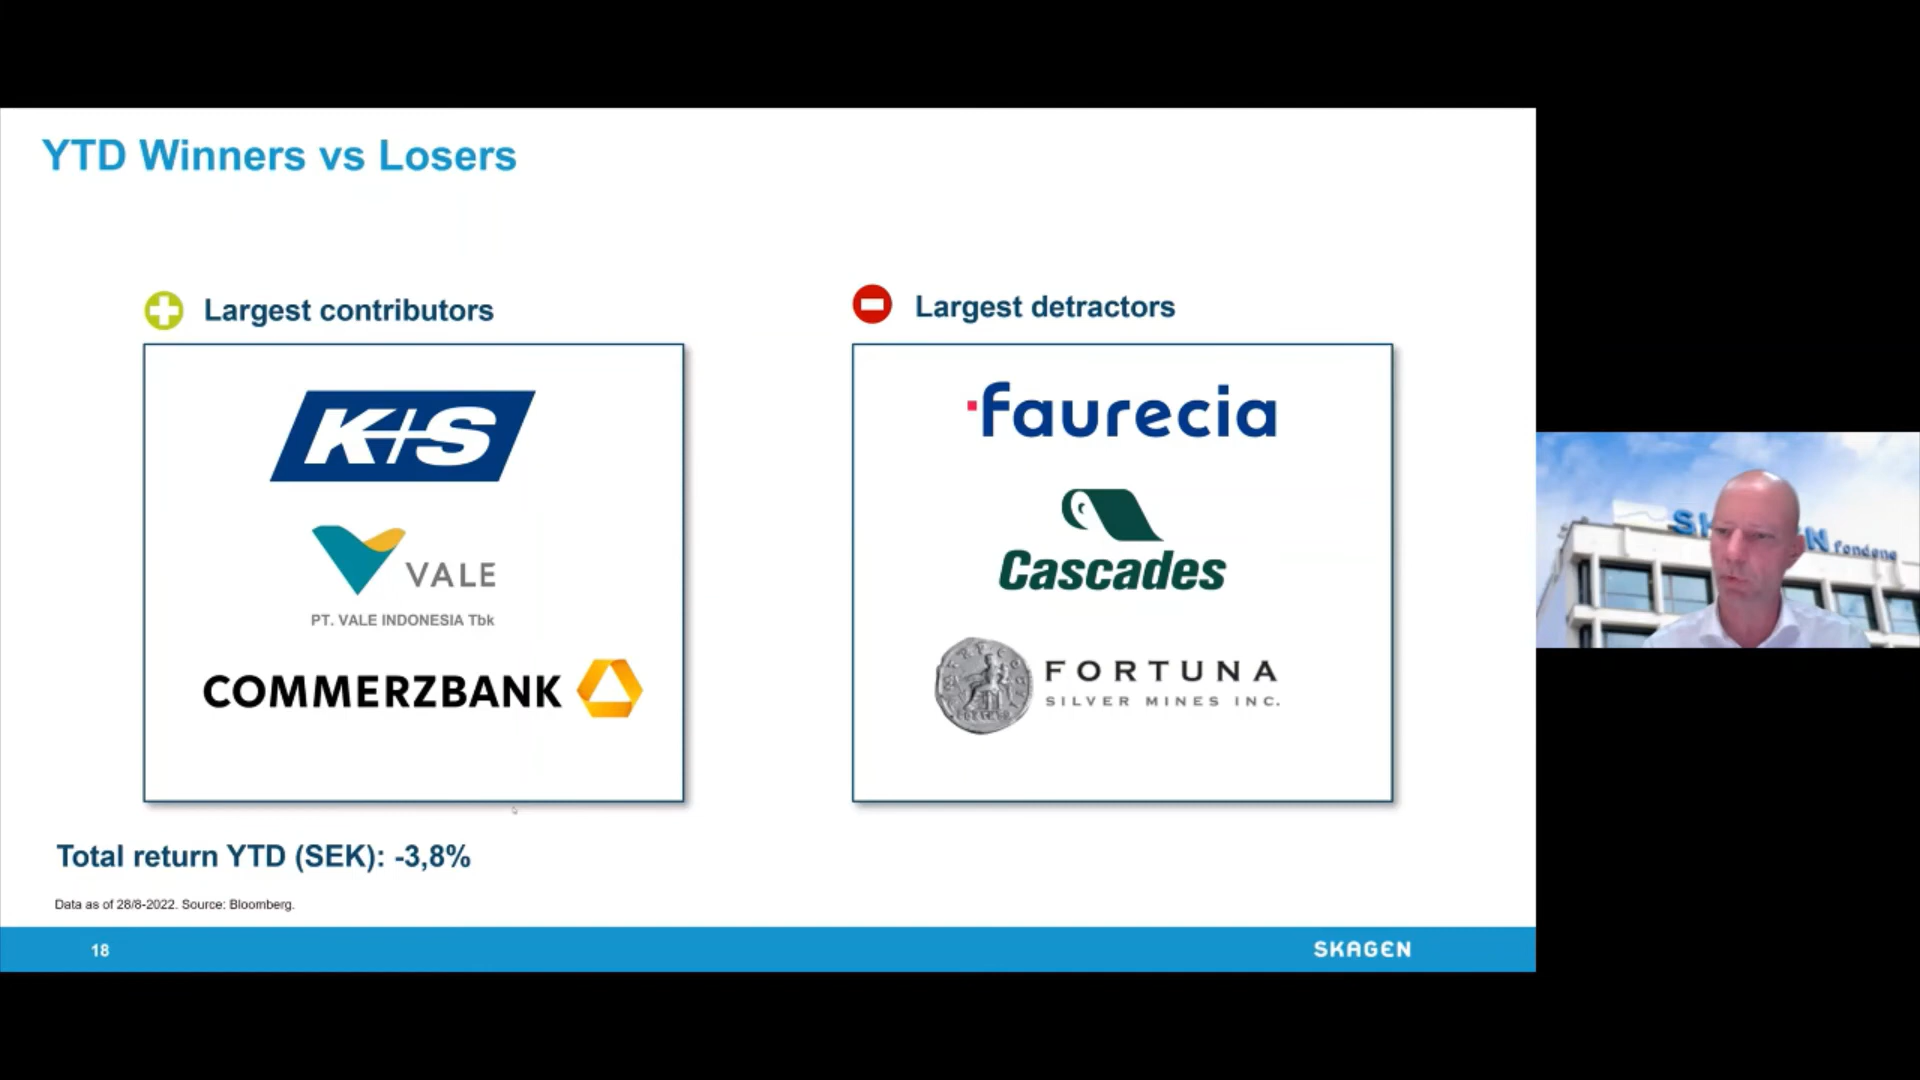 YTD Winners vs Losers
Largest contributors
K+S
VALE
PT. VALE INDONESIA Tbk
COMMERZBANK
Largest detractors
faurecia
Cascades
FORTUNA
SILVER MINES INC.
Total return YTD (SEK): -3,8%
Data as of 28/8-2022. Source: Bloomberg.
18
SKAGEN
fondene